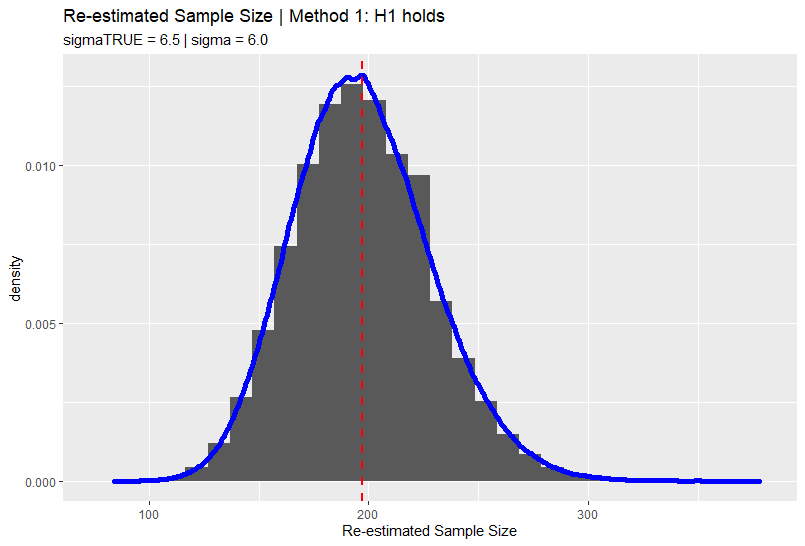 Re-estimated Sample Size | Method 1: H1 holds
sigmaTRUE = 6.5 | sigma = 6.0
density
0.010
0.005
0.000
100
200
300
Re-estimated Sample Size